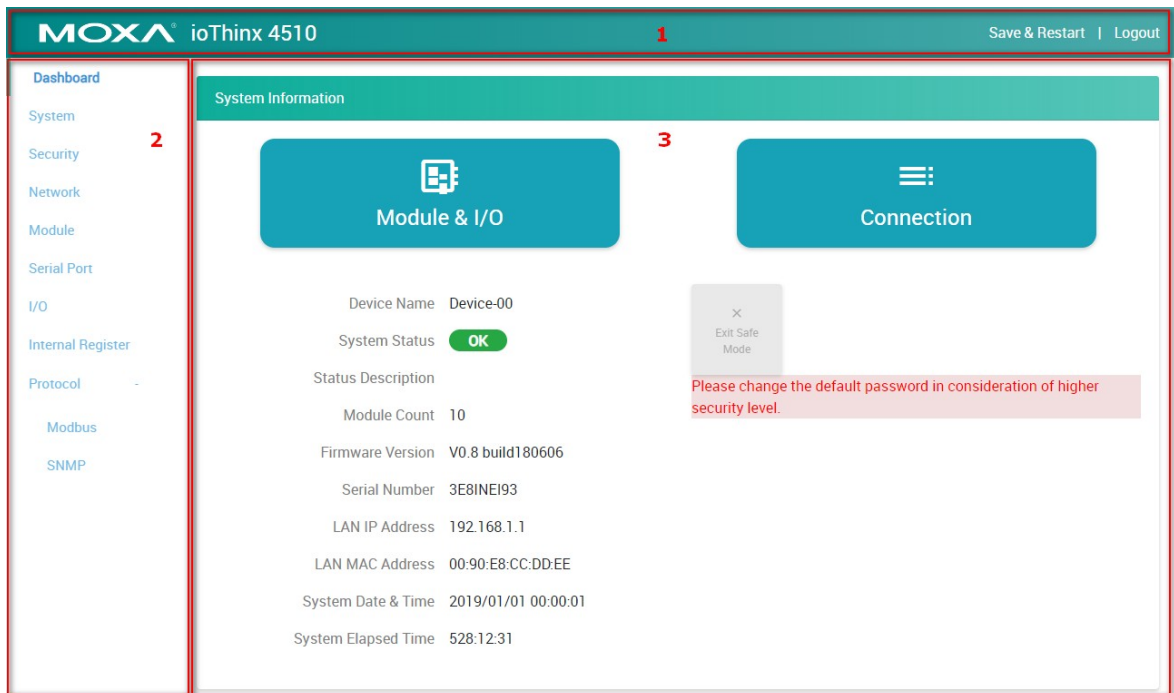 MOXA® ioThinx 4510 1 Save & Restart | Logout
Dashboard
System
Security
Network
Module
Serial Port
I/O
Internal Register
Protocol -
Modbus
SNMP
2
System Information
3
Module & I/O
Connection
Device Name Device-00
System Status OK
Status Description
Module Count 10
Firmware Version V0.8 build180606
Serial Number 3E8INEI93
LAN IP Address 192.168.1.1
LAN MAC Address 00:90:E8:CC:DD:EE
System Date & Time 2019/01/01 00:00:01
System Elapsed Time 528:12:31
×
Exit Safe
Mode
Please change the default password in consideration of higher
security level.